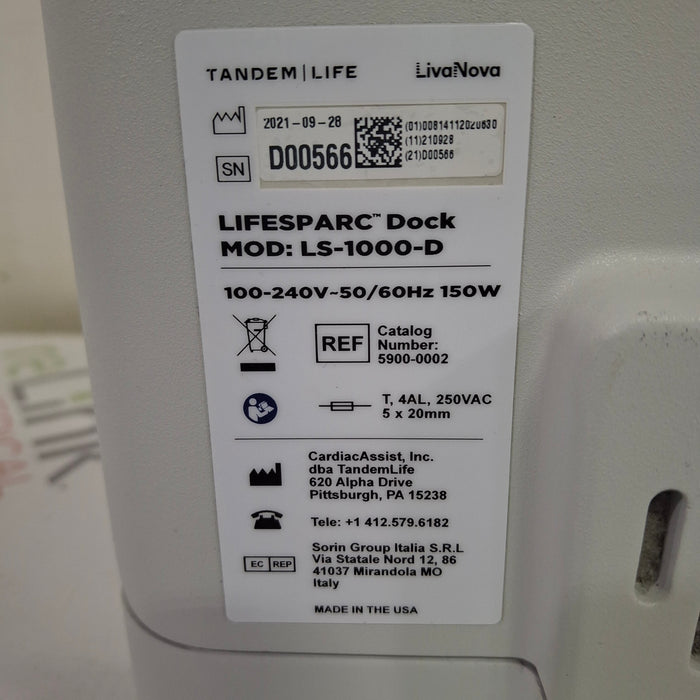 TANDEM|LIFE LivaNova
2021-09-28
SN
D00566
(01)00814112020630
(11)210928
(21)D00566
LIFESPARC™ Dock
MOD: LS-1000-D
100-240V~50/60Hz 150W
REF
Catalog
Number:
5900-0002
T, 4AL, 250VAC
5 x 20mm
CardiacAssist, Inc.
dba TandemLife
620 Alpha Drive
Pittsburgh, PA 15238
Tele: +1 412.579.6182
EC REP
Sorin Group Italia S.R.L
Via Statale Nord 12, 86
41037 Mirandola MO
Italy
MADE IN THE USA
Link